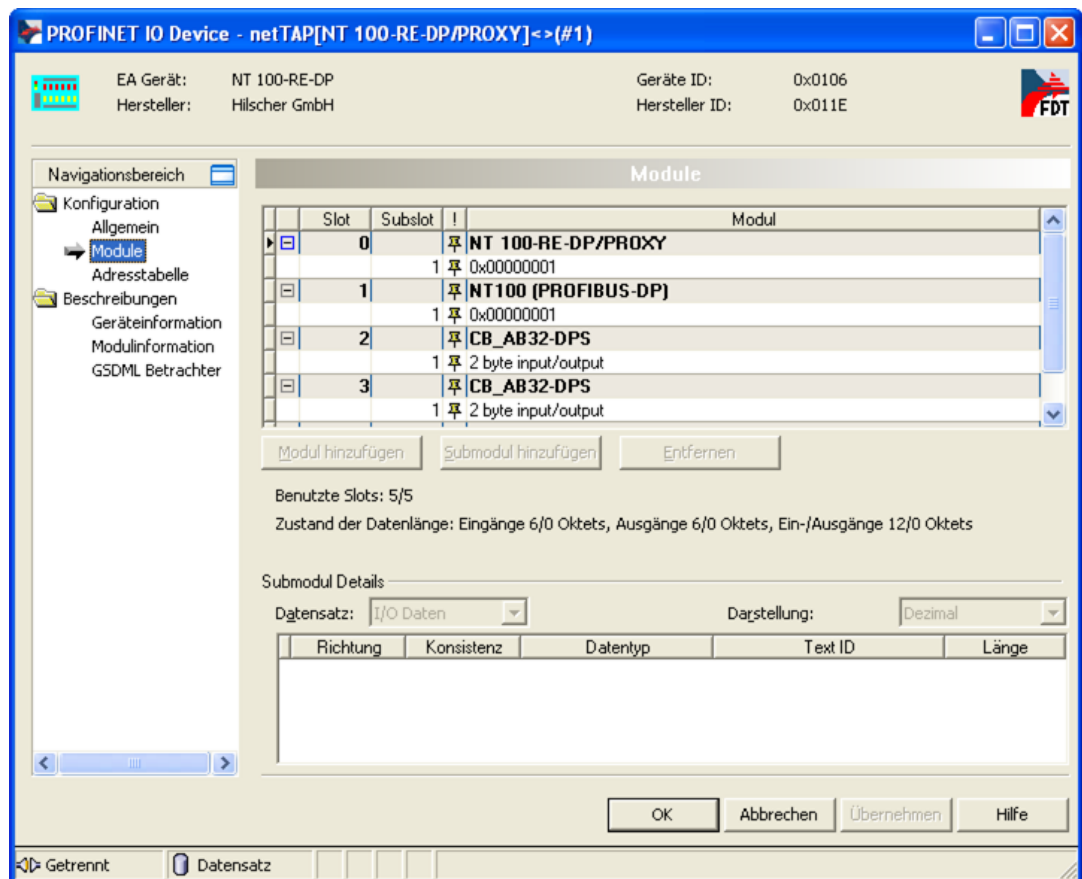 PROFINET IO Device - netTAP[NT 100-RE-DP/PROXY]<>(#1)
EA Gerät: NT 100-RE-DP Geräte ID: 0x0106
Hersteller: Hilscher GmbH Hersteller ID: 0x011E
FDT
Navigationsbereich
Konfiguration
Allgemein
Module
Adresstabelle
Beschreibungen
Geräteinformation
Modulinformation
GSDML Betrachter
Module
Slot Subslot ! Modul
0 NT 100-RE-DP/PROXY
1 0x00000001
1 NT100 (PROFIBUS-DP)
1 0x00000001
2 CB_AB32-DPS
1 2 byte input/output
3 CB_AB32-DPS
1 2 byte input/output
Modul hinzufügen Submodul hinzufügen Entfernen
Benutzte Slots: 5/5
Zustand der Datenlänge: Eingänge 6/0 Oktets, Ausgänge 6/0 Oktets, Ein-/Ausgänge 12/0 Oktets
Submodul Details
Datensatz: I/O Daten Darstellung: Dezimal
Richtung Konsistenz Datentyp Text ID Länge
OK Abbrechen Übernehmen Hilfe
Getrennt Datensatz